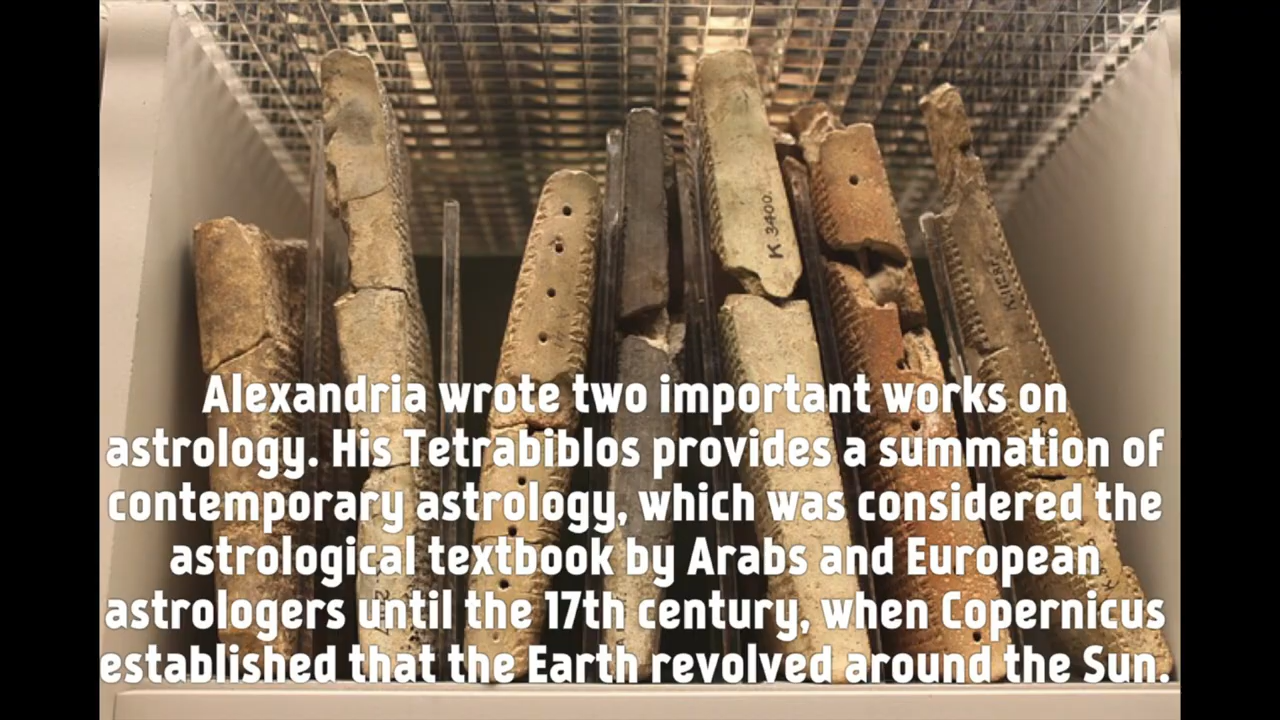 K 3400.
Alexandria wrote two important works on
astrology. His Tetrabiblos provides a summation of
contemporary astrology, which was considered the
astrological textbook by Arabs and European
astrologers until the 17th century, when Copernicus
established that the Earth revolved around the Sun.